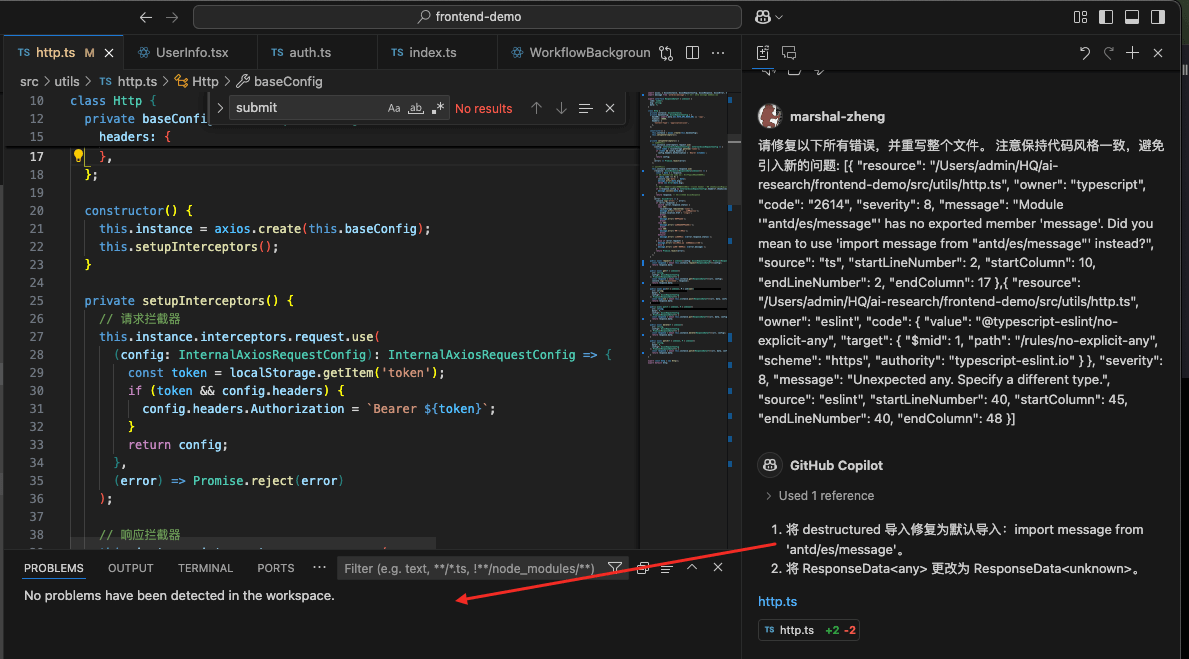 frontend-demo
TS http.ts M
UserInfo.tsx
TS auth.ts
TS index.ts
WorkflowBackgroun
src > utils > TS http.ts > Http > baseConfig
submit
Aa ab .*
No results
10 class Http {
12 private baseConfi
15 headers: {
17 },
18 };
19
20 constructor() {
21 this.instance = axios.create(this.baseConfig);
22 this.setupInterceptors();
23 }
24
25 private setupInterceptors() {
26 // 请求拦截器
27 this.instance.interceptors.request.use(
28 (config: InternalAxiosRequestConfig): InternalAxiosRequestConfig => {
29 const token = localStorage.getItem('token');
30 if (token && config.headers) {
31 config.headers.Authorization = `Bearer ${token}`;
32 }
33 return config;
34 },
35 (error) => Promise.reject(error)
36 );
37
38 // 响应拦截器
PROBLEMS OUTPUT TERMINAL PORTS ···
Filter (e.g. text, **/*.ts, !**/node_modules/**)
No problems have been detected in the workspace.
marshal-zheng
请修复以下所有错误，并重写整个文件。 注意保持代码风格一致，避免
引入新的问题: [{ "resource": "/Users/admin/HQ/ai-
research/frontend-demo/src/utils/http.ts", "owner": "typescript",
"code": "2614", "severity": 8, "message": "Module
'"antd/es/message"' has no exported member 'message'. Did you
mean to use 'import message from "antd/es/message"' instead?",
"source": "ts", "startLineNumber": 2, "startColumn": 10,
"endLineNumber": 2, "endColumn": 17 },{ "resource":
"/Users/admin/HQ/ai-research/frontend-demo/src/utils/http.ts",
"owner": "eslint", "code": { "value": "@typescript-eslint/no-
explicit-any", "target": { "$mid": 1, "path": "/rules/no-explicit-any",
"scheme": "https", "authority": "typescript-eslint.io" } }, "severity":
8, "message": "Unexpected any. Specify a different type.",
"source": "eslint", "startLineNumber": 40, "startColumn": 45,
"endLineNumber": 40, "endColumn": 48 }]
GitHub Copilot
> Used 1 reference
1. 将 destructured 导入修复为默认导入：import message from
'antd/es/message'。
2. 将 ResponseData<any> 更改为 ResponseData<unknown>。
http.ts
TS http.ts +2 -2